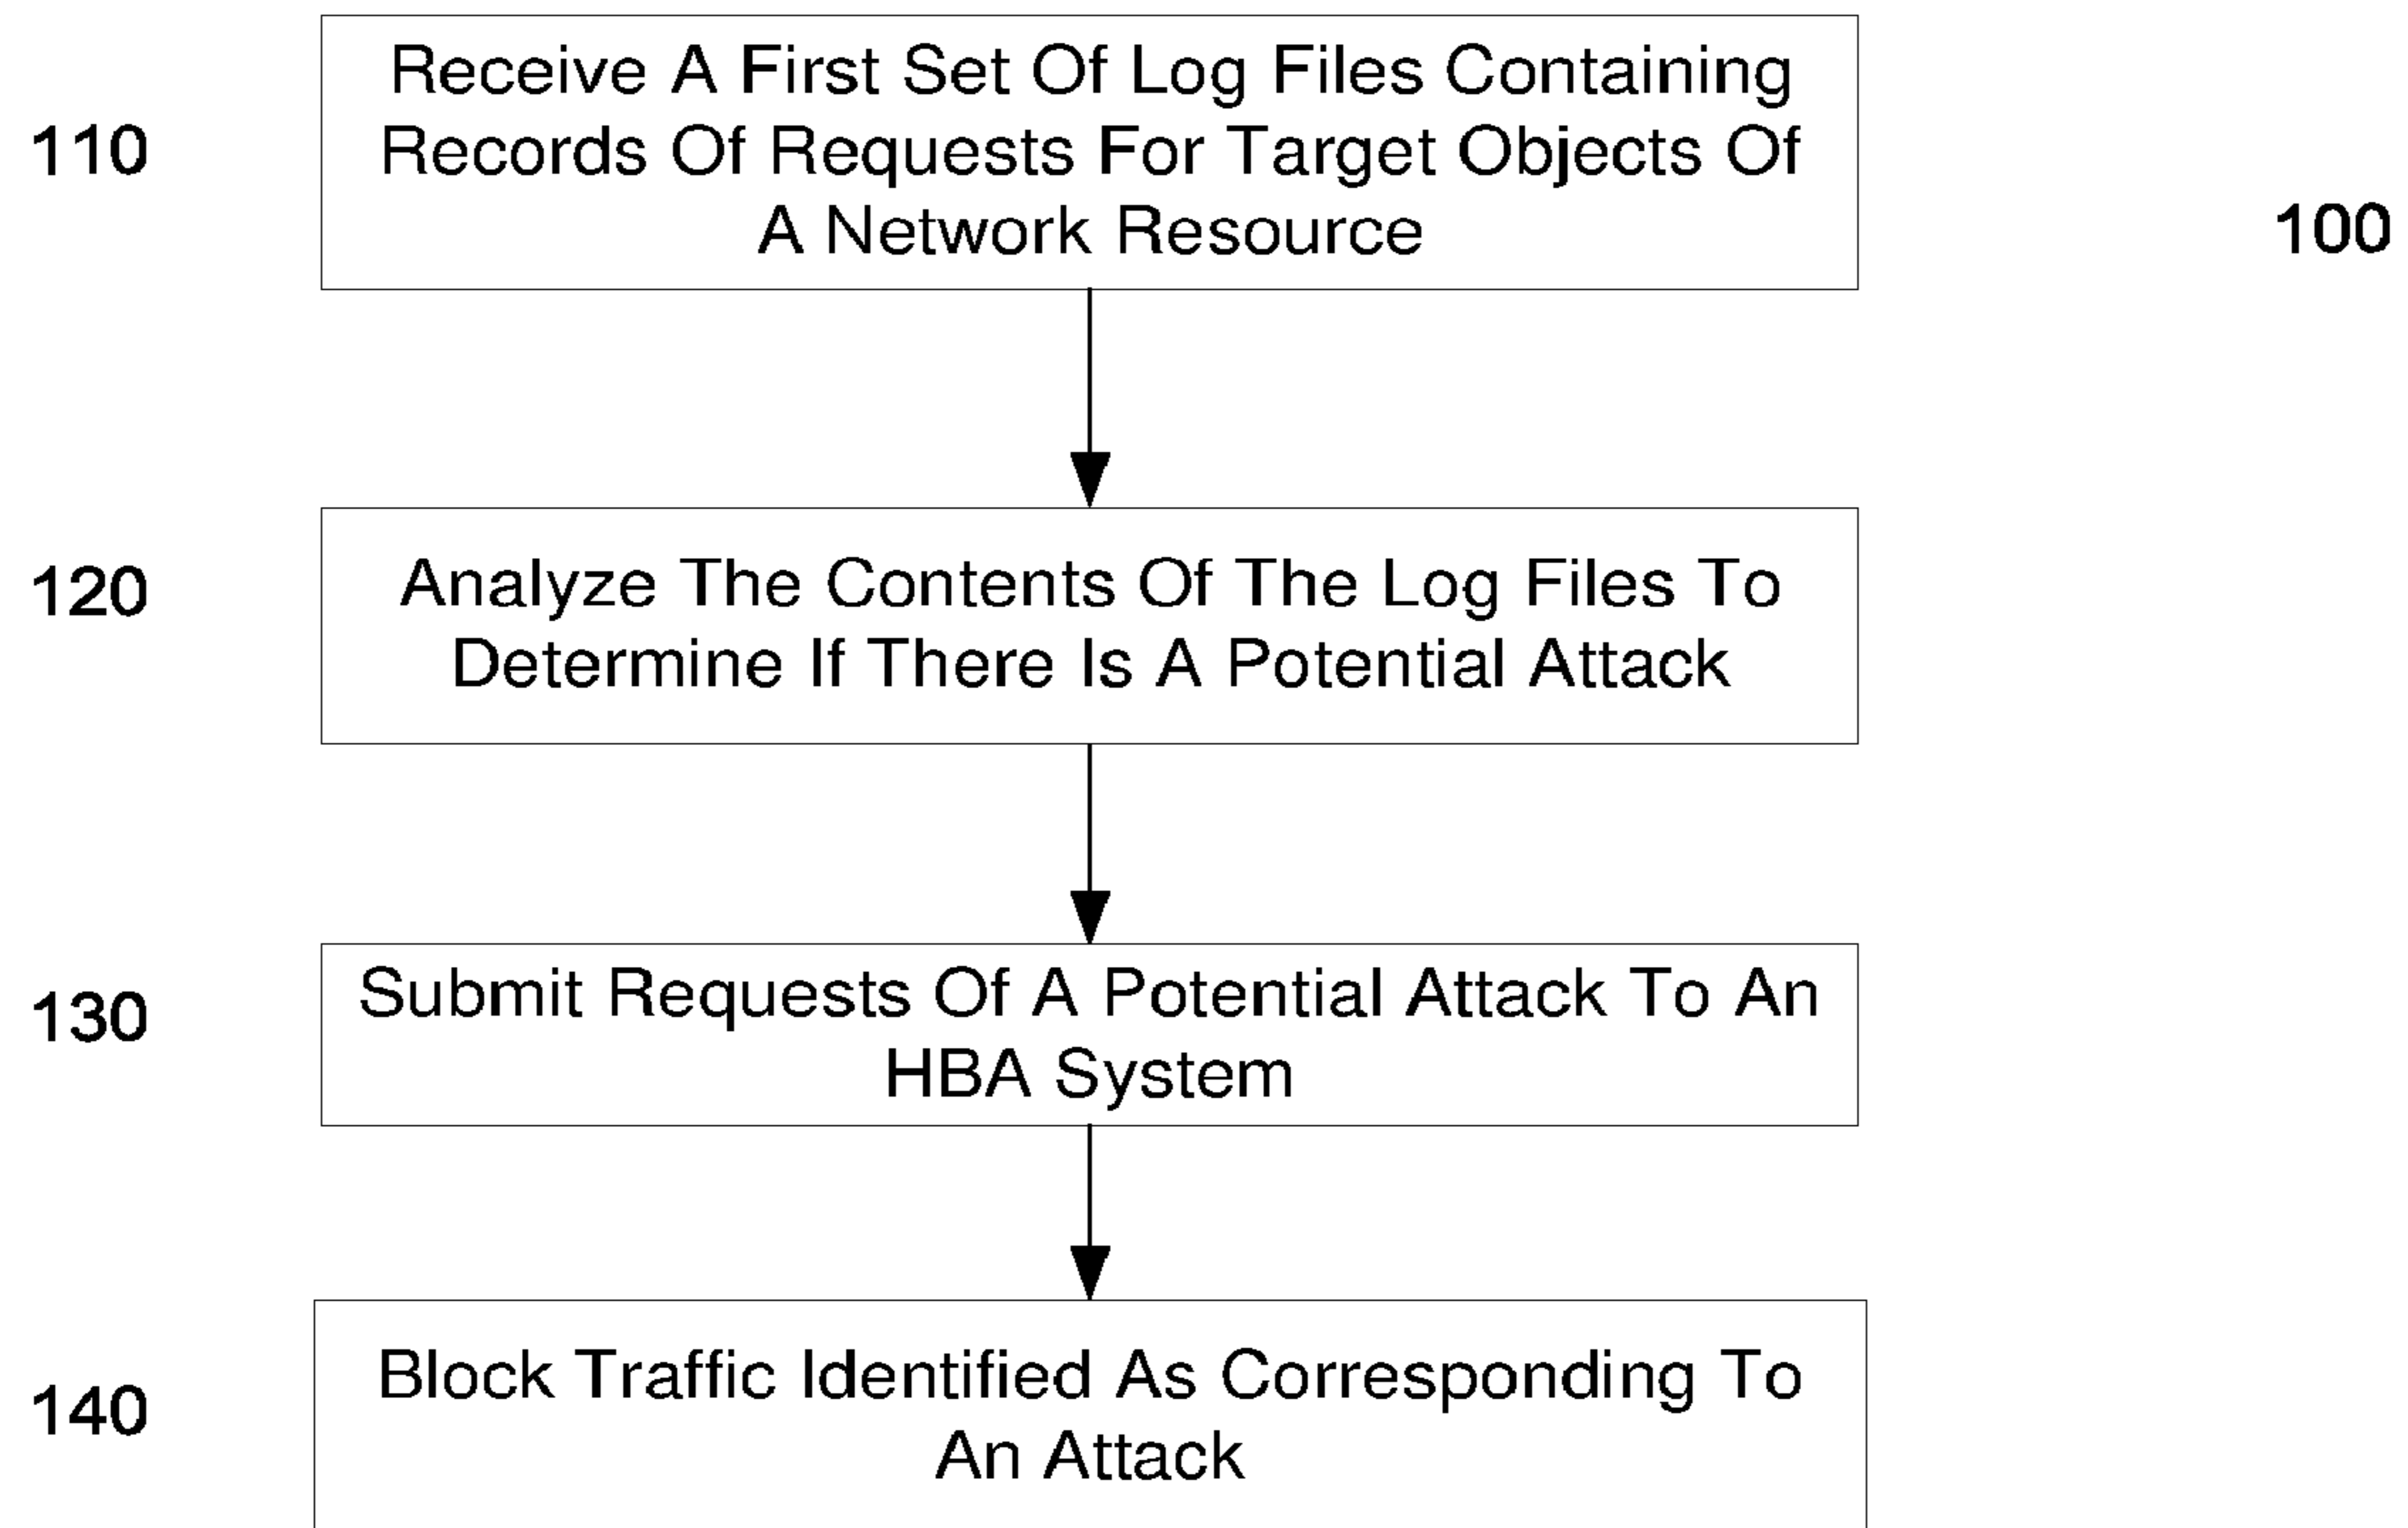 Receive A First Set Of Log Files Containing
110
Records Of Requests For Target Objects Of
A Network Resource
100
120
Analyze The Contents Of The Log Files To
Determine If There Is A Potential Attack
130
Submit Requests Of A Potential Attack To An
HBA System
140
Block Traffic Identified As Corresponding To
An Attack